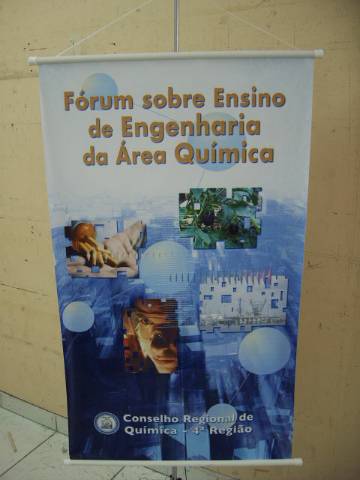 Fórum sobre Ensino
de Engenharia
da Área Química
Conselho Regional de
Química - 4ª Região